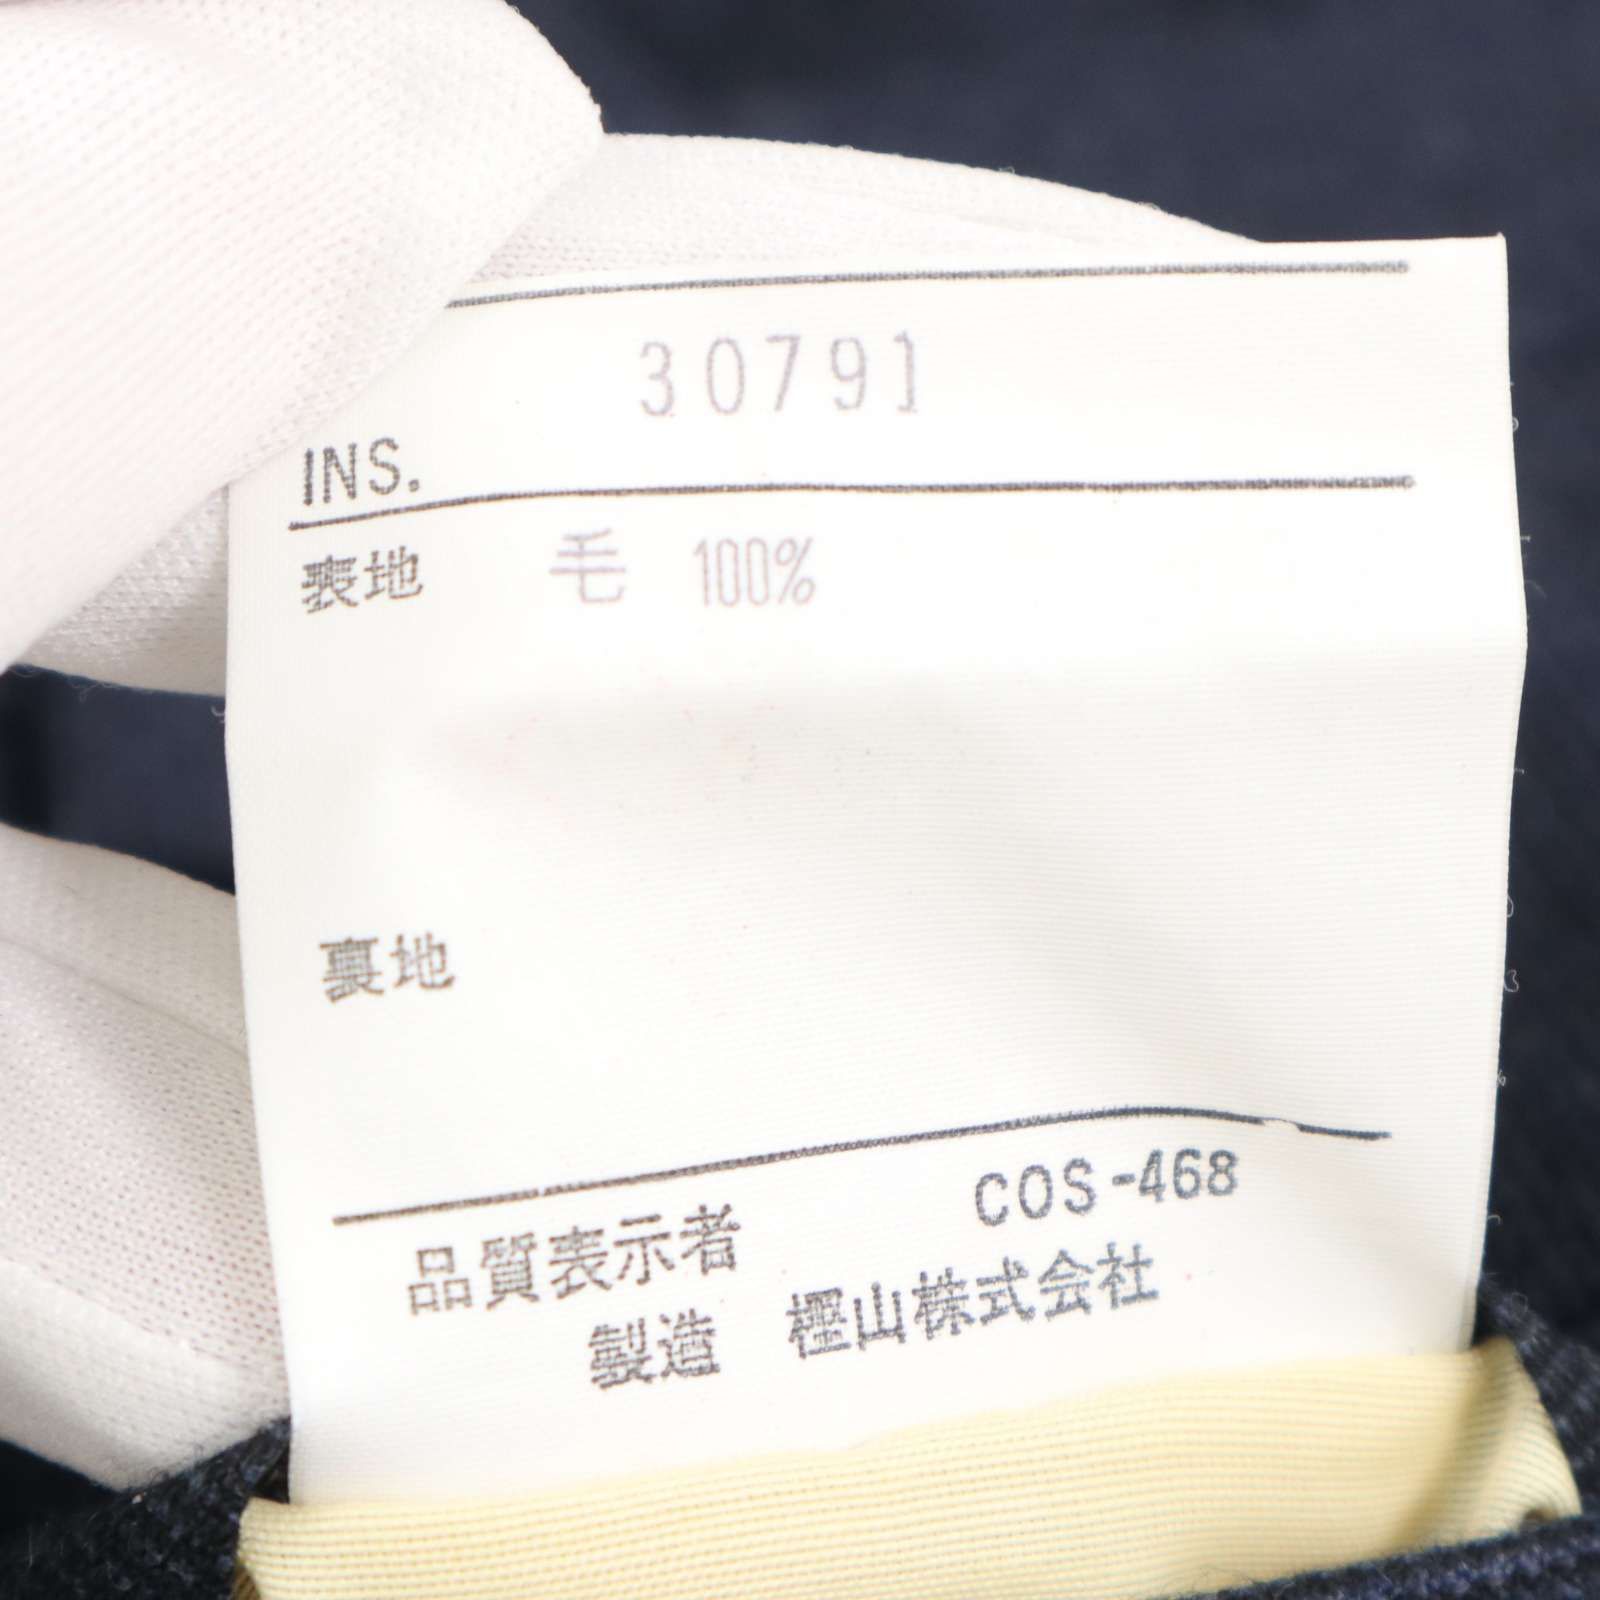 30791
INS.
表地 毛 100%
裏地
COS-468
品質表示者
製造 樫山株式会社